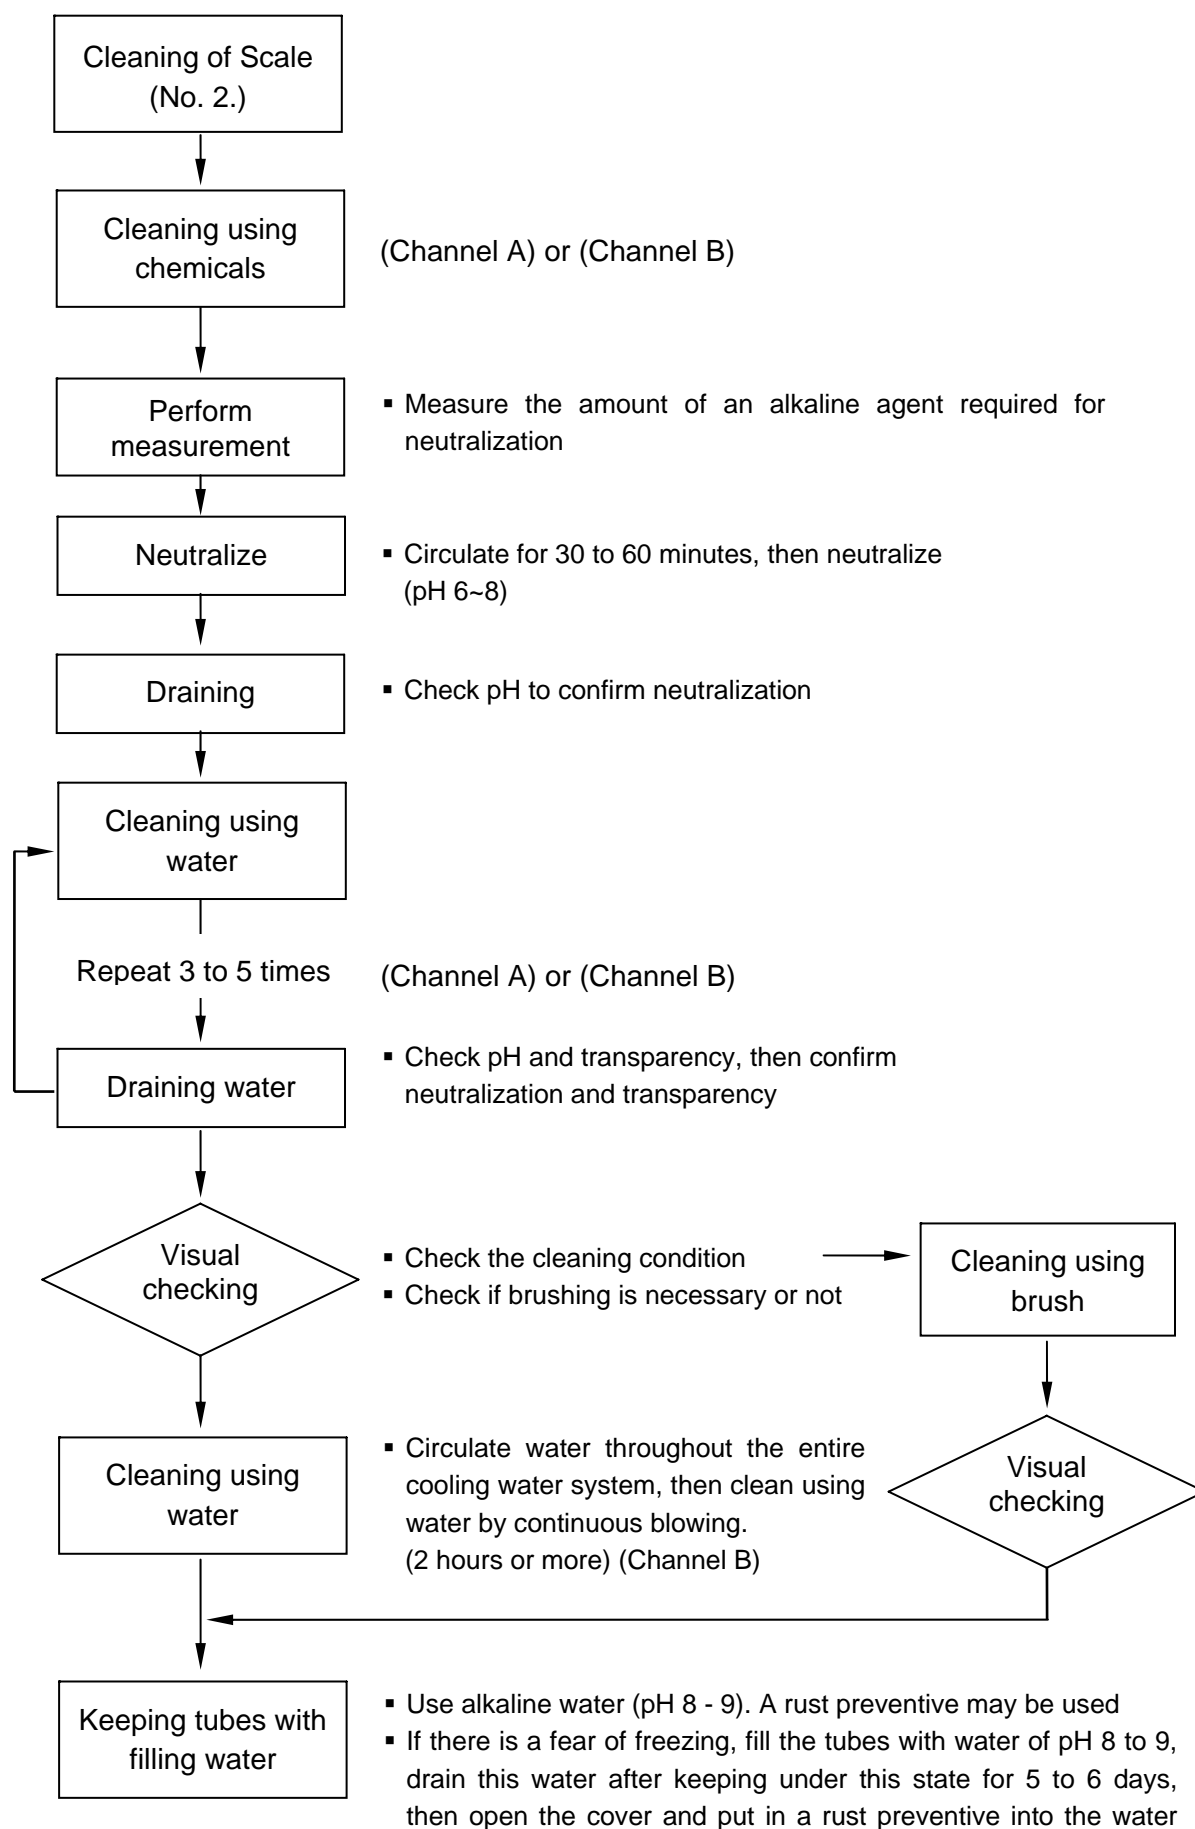 Cleaning of Scale
(No. 2.)
Cleaning using
chemicals
(Channel A) or (Channel B)
Perform
measurement
▪ Measure the amount of an alkaline agent required for
neutralization
Neutralize
▪ Circulate for 30 to 60 minutes, then neutralize
(pH 6~8)
Draining
▪ Check pH to confirm neutralization
Cleaning using
water
Repeat 3 to 5 times
(Channel A) or (Channel B)
Draining water
▪ Check pH and transparency, then confirm
neutralization and transparency
Visual
checking
▪ Check the cleaning condition
▪ Check if brushing is necessary or not
Cleaning using
brush
Cleaning using
water
▪ Circulate water throughout the entire
cooling water system, then clean using
water by continuous blowing.
(2 hours or more) (Channel B)
Visual
checking
Keeping tubes with
filling water
▪ Use alkaline water (pH 8 - 9). A rust preventive may be used
▪ If there is a fear of freezing, fill the tubes with water of pH 8 to 9,
drain this water after keeping under this state for 5 to 6 days,
then open the cover and put in a rust preventive into the water